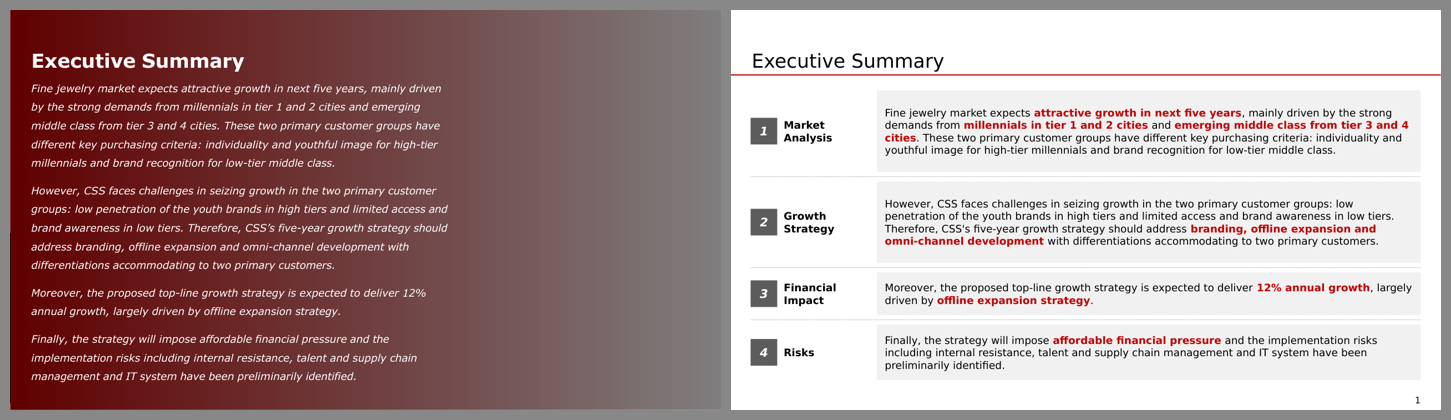 Executive Summary
Fine jewelry market expects attractive growth in next five years, mainly driven
by the strong demands from millennials in tier 1 and 2 cities and emerging
middle class from tier 3 and 4 cities. These two primary customer groups have
different key purchasing criteria: individuality and youthful image for high-tier
millennials and brand recognition for low-tier middle class.
However, CSS faces challenges in seizing growth in the two primary customer
groups: low penetration of the youth brands in high tiers and limited access and
brand awareness in low tiers. Therefore, CSS’s five-year growth strategy should
address branding, offline expansion and omni-channel development with
differentiations accommodating to two primary customers.
Moreover, the proposed top-line growth strategy is expected to deliver 12%
annual growth, largely driven by offline expansion strategy.
Finally, the strategy will impose affordable financial pressure and the
implementation risks including internal resistance, talent and supply chain
management and IT system have been preliminarily identified.
Executive Summary
1
Market
Analysis
Fine jewelry market expects attractive growth in next five years, mainly driven by the strong
demands from millennials in tier 1 and 2 cities and emerging middle class from tier 3 and 4
cities. These two primary customer groups have different key purchasing criteria: individuality and
youthful image for high-tier millennials and brand recognition for low-tier middle class.
2
Growth
Strategy
However, CSS faces challenges in seizing growth in the two primary customer groups: low
penetration of the youth brands in high tiers and limited access and brand awareness in low tiers.
Therefore, CSS's five-year growth strategy should address branding, offline expansion and
omni-channel development with differentiations accommodating to two primary customers.
3
Financial
Impact
Moreover, the proposed top-line growth strategy is expected to deliver 12% annual growth, largely
driven by offline expansion strategy.
4
Risks
Finally, the strategy will impose affordable financial pressure and the implementation risks
including internal resistance, talent and supply chain management and IT system have been
preliminarily identified.
1